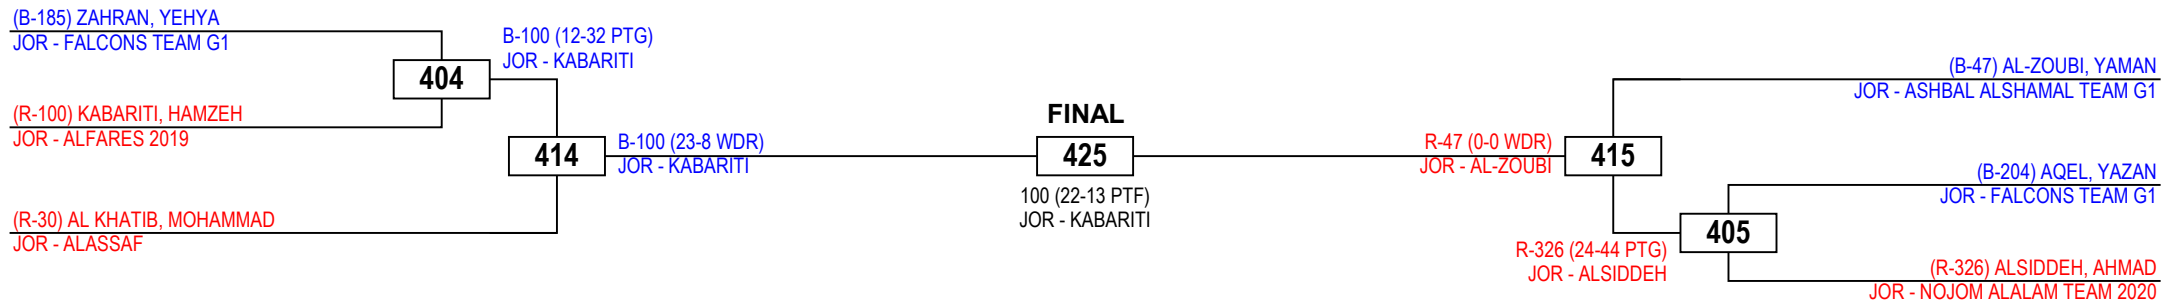 (B-185) ZAHRAN, YEHYA
JOR - FALCONS TEAM G1
B-100 (12-32 PTG)
JOR - KABARITI
404
(R-100) KABARITI, HAMZEH
JOR - ALFARES 2019
414
B-100 (23-8 WDR)
JOR - KABARITI
(R-30) AL KHATIB, MOHAMMAD
JOR - ALASSAF
FINAL
425
100 (22-13 PTF)
JOR - KABARITI
(B-47) AL-ZOUBI, YAMAN
JOR - ASHBAL ALSHAMAL TEAM G1
R-47 (0-0 WDR)
JOR - AL-ZOUBI
415
(B-204) AQEL, YAZAN
JOR - FALCONS TEAM G1
405
R-326 (24-44 PTG)
JOR - ALSIDDEH
(R-326) ALSIDDEH, AHMAD
JOR - NOJOM ALALAM TEAM 2020